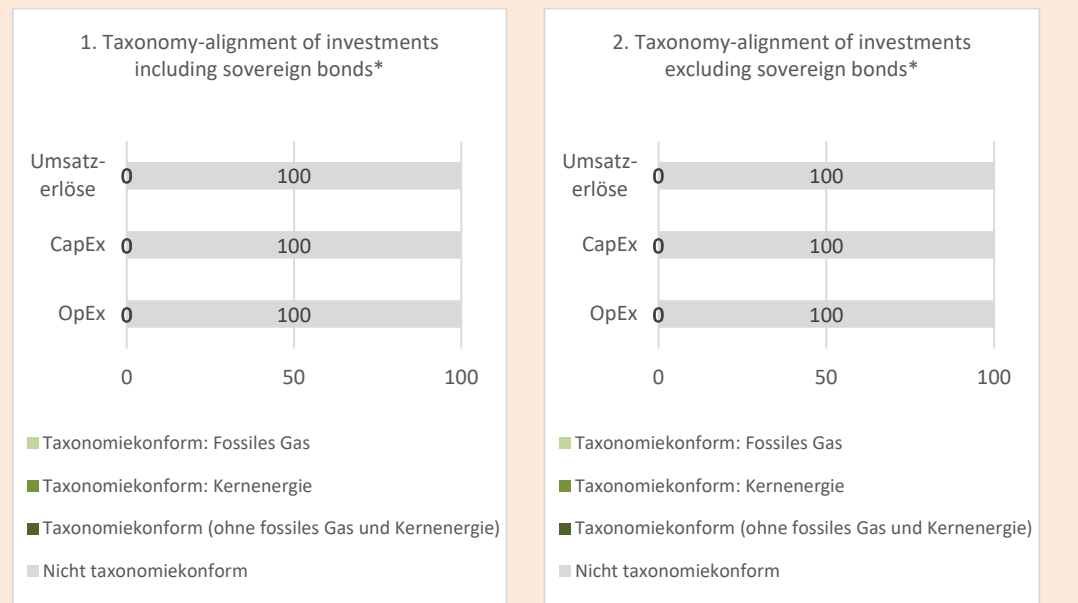 1. Taxonomy-alignment of investments
including sovereign bonds*
Umsatz-
erlöse
0
100
CapEx
0
100
OpEx
0
100
0
50
100
Taxonomiekonform: Fossiles Gas
Taxonomiekonform: Kernenergie
Taxonomiekonform (ohne fossiles Gas und Kernenergie)
Nicht taxonomiekonform
2. Taxonomy-alignment of investments
excluding sovereign bonds*
Umsatz-
erlöse
0
100
CapEx
0
100
OpEx
0
100
0
50
100
Taxonomiekonform: Fossiles Gas
Taxonomiekonform: Kernenergie
Taxonomiekonform (ohne fossiles Gas und Kernenergie)
Nicht taxonomiekonform